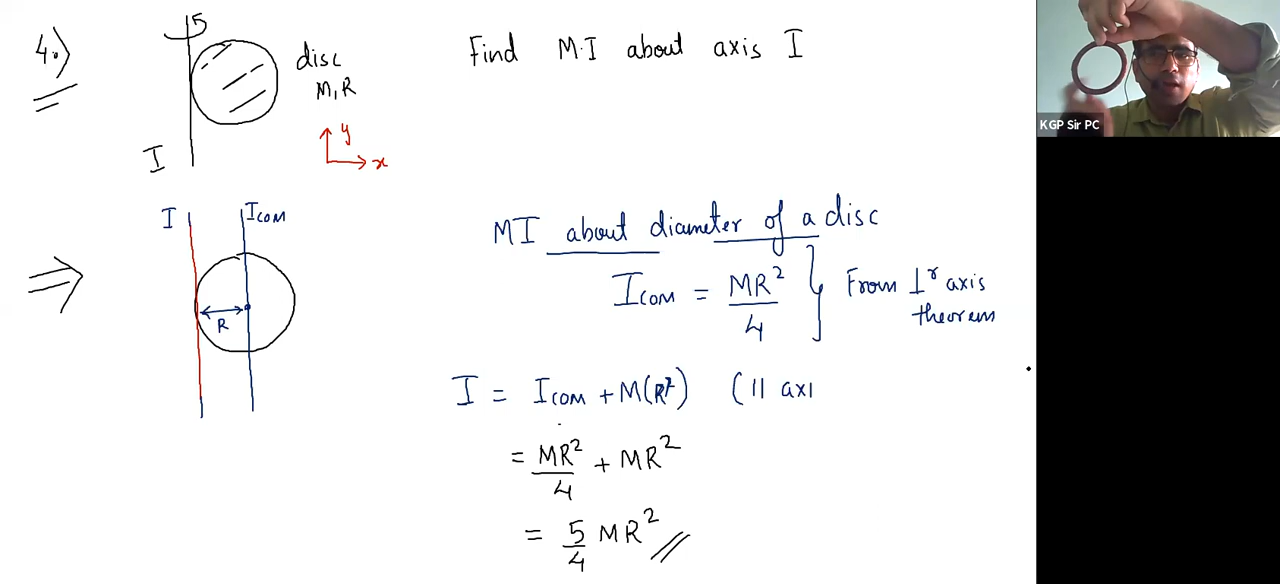 4.)
5
disc
M, R
Find M.I about axis I
I
y
x
KGP Sir PC
I
Icom
R
MI about diameter of a disc
Icom = MR²/4 } From ⊥ʳ axis
theorem
I = Icom + M(R²) (|| axi
= MR²/4 + MR²
= 5/4 MR²